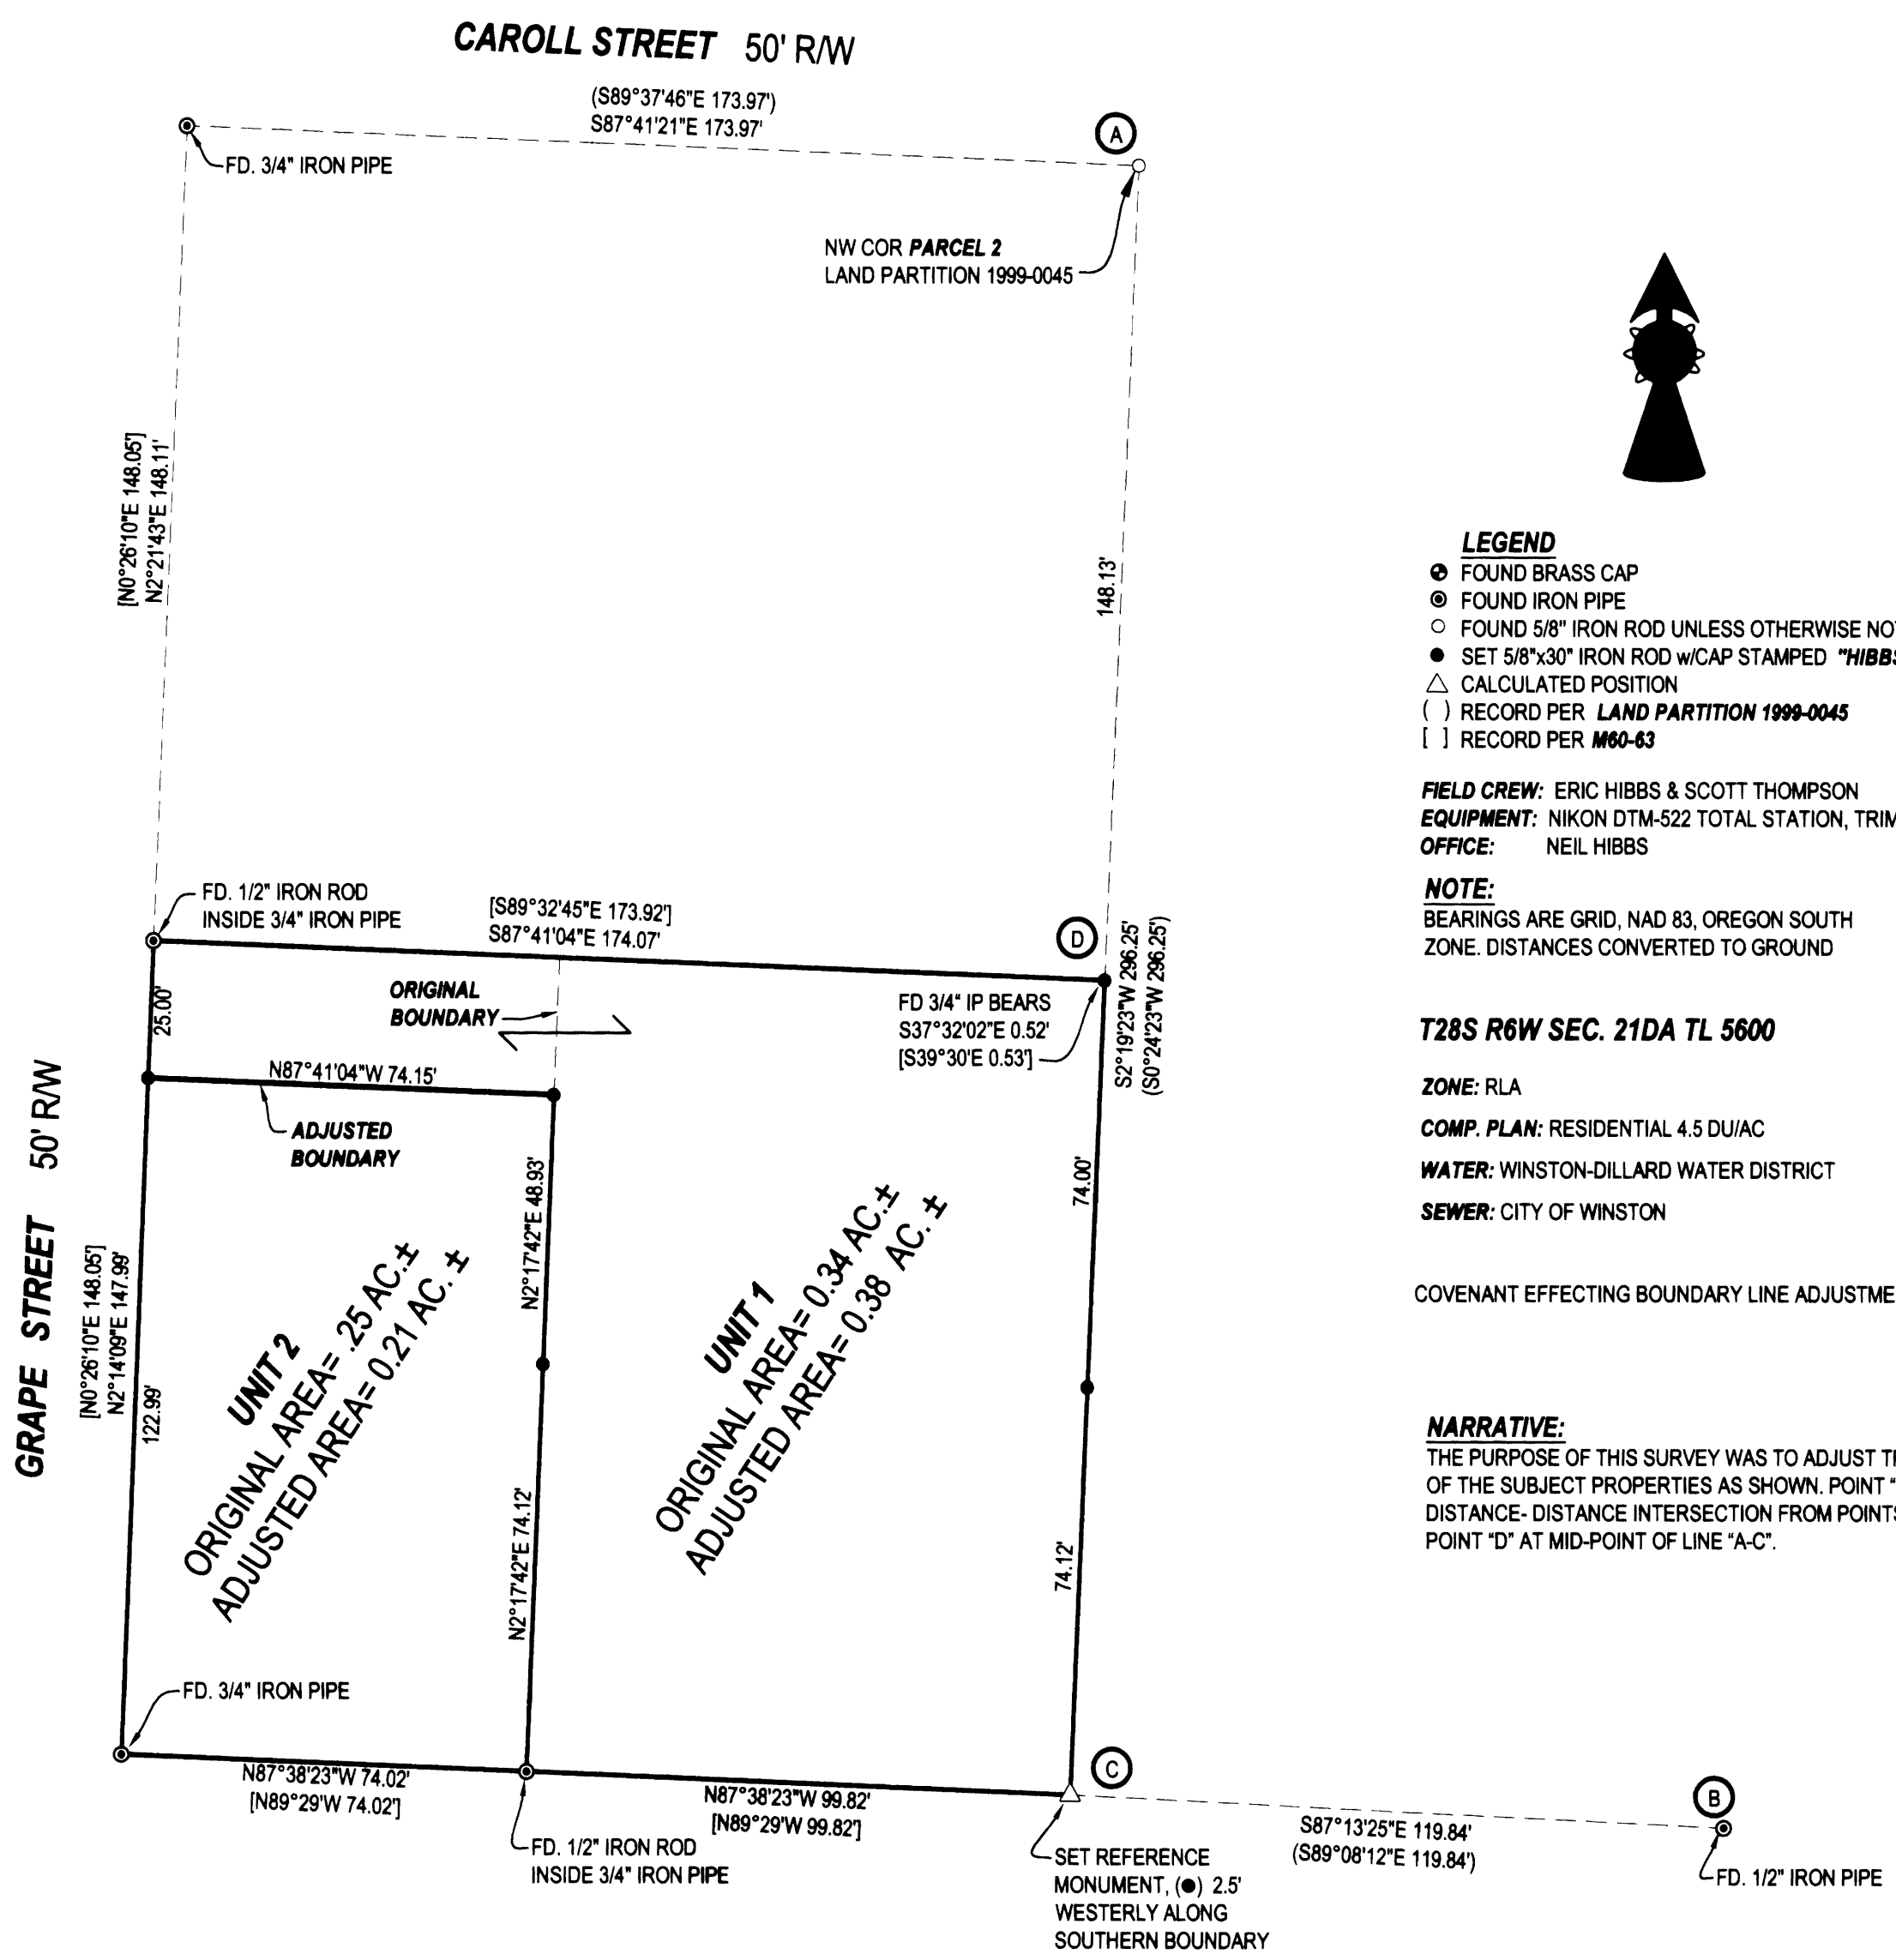 CAROLL STREET 50' R/W
(S89°37'46"E 173.97')
S87°41'21"E 173.97'
A
FD. 3/4" IRON PIPE
NW COR PARCEL 2
LAND PARTITION 1999-0045
[N0°26'10"E 148.05']
N2°21'43"E 148.11'
148.13'
LEGEND
FOUND BRASS CAP
FOUND IRON PIPE
FOUND 5/8" IRON ROD UNLESS OTHERWISE NO
SET 5/8"x30" IRON ROD w/CAP STAMPED "HIBBS
CALCULATED POSITION
( ) RECORD PER LAND PARTITION 1999-0045
[ ] RECORD PER M60-63
FIELD CREW: ERIC HIBBS & SCOTT THOMPSON
EQUIPMENT: NIKON DTM-522 TOTAL STATION, TRIM
OFFICE: NEIL HIBBS
NOTE:
BEARINGS ARE GRID, NAD 83, OREGON SOUTH
ZONE. DISTANCES CONVERTED TO GROUND
FD. 1/2" IRON ROD
INSIDE 3/4" IRON PIPE
[S89°32'45"E 173.92']
S87°41'04"E 174.07'
D
S2°19'23"W 296.25'
(S0°24'23"W 296.25')
25.00'
ORIGINAL
BOUNDARY
FD 3/4" IP BEARS
S37°32'02"E 0.52'
[S39°30'E 0.53']
T28S R6W SEC. 21DA TL 5600
ZONE: RLA
COMP. PLAN: RESIDENTIAL 4.5 DU/AC
WATER: WINSTON-DILLARD WATER DISTRICT
SEWER: CITY OF WINSTON
N87°41'04"W 74.15'
ADJUSTED
BOUNDARY
GRAPE STREET 50' R/W
[N0°26'10"E 148.05']
N2°14'09"E 147.99'
122.99'
N2°17'42"E 48.93'
74.00'
UNIT 2
ORIGINAL AREA= .25 AC.±
ADJUSTED AREA= 0.21 AC. ±
UNIT 1
ORIGINAL AREA= 0.34 AC.±
ADJUSTED AREA= 0.38 AC. ±
COVENANT EFFECTING BOUNDARY LINE ADJUSTME
N2°17'42"E 74.12'
74.12'
NARRATIVE:
THE PURPOSE OF THIS SURVEY WAS TO ADJUST T
OF THE SUBJECT PROPERTIES AS SHOWN. POINT "
DISTANCE- DISTANCE INTERSECTION FROM POINTS
POINT "D" AT MID-POINT OF LINE "A-C".
FD. 3/4" IRON PIPE
N87°38'23"W 74.02'
[N89°29'W 74.02']
N87°38'23"W 99.82'
[N89°29'W 99.82']
C
B
S87°13'25"E 119.84'
(S89°08'12"E 119.84')
FD. 1/2" IRON ROD
INSIDE 3/4" IRON PIPE
SET REFERENCE
MONUMENT, (●) 2.5'
WESTERLY ALONG
SOUTHERN BOUNDARY
FD. 1/2" IRON PIPE